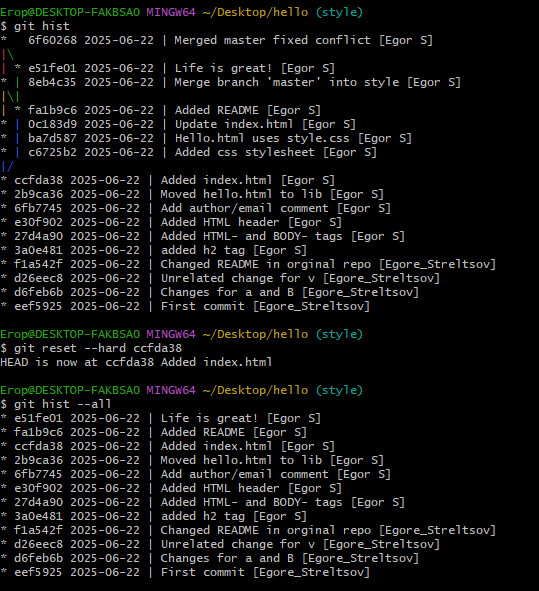 Егор@DESKTOP-FAKBSAO MINGW64 ~/Desktop/hello (style)
$ git hist
*   6f60268 2025-06-22 | Merged master fixed conflict [Egor S]
|\
| * e51fe01 2025-06-22 | Life is great! [Egor S]
* | 8eb4c35 2025-06-22 | Merge branch 'master' into style [Egor S]
|\|
| * fa1b9c6 2025-06-22 | Added README [Egor S]
* | 0c183d9 2025-06-22 | Update index.html [Egor S]
* | ba7d587 2025-06-22 | Hello.html uses style.css [Egor S]
* | c6725b2 2025-06-22 | Added css stylesheet [Egor S]
|/
* ccfda38 2025-06-22 | Added index.html [Egor S]
* 2b9ca36 2025-06-22 | Moved hello.html to lib [Egor S]
* 6fb7745 2025-06-22 | Add author/email comment [Egor S]
* e30f902 2025-06-22 | Added HTML header [Egor S]
* 27d4a90 2025-06-22 | Added HTML- and BODY- tags [Egor S]
* 3a0e481 2025-06-22 | added h2 tag [Egor S]
* f1a542f 2025-06-22 | Changed README in orginal repo [Egore_Streltsov]
* d26eec8 2025-06-22 | Unrelated change for v [Egore_Streltsov]
* d6feb6b 2025-06-22 | Changes for a and B [Egore_Streltsov]
* eef5925 2025-06-22 | First commit [Egore_Streltsov]
Егор@DESKTOP-FAKBSAO MINGW64 ~/Desktop/hello (style)
$ git reset --hard ccfda38
HEAD is now at ccfda38 Added index.html
Егор@DESKTOP-FAKBSAO MINGW64 ~/Desktop/hello (style)
$ git hist --all
* e51fe01 2025-06-22 | Life is great! [Egor S]
* fa1b9c6 2025-06-22 | Added README [Egor S]
* ccfda38 2025-06-22 | Added index.html [Egor S]
* 2b9ca36 2025-06-22 | Moved hello.html to lib [Egor S]
* 6fb7745 2025-06-22 | Add author/email comment [Egor S]
* e30f902 2025-06-22 | Added HTML header [Egor S]
* 27d4a90 2025-06-22 | Added HTML- and BODY- tags [Egor S]
* 3a0e481 2025-06-22 | added h2 tag [Egor S]
* f1a542f 2025-06-22 | Changed README in orginal repo [Egore_Streltsov]
* d26eec8 2025-06-22 | Unrelated change for v [Egore_Streltsov]
* d6feb6b 2025-06-22 | Changes for a and B [Egore_Streltsov]
* eef5925 2025-06-22 | First commit [Egore_Streltsov]